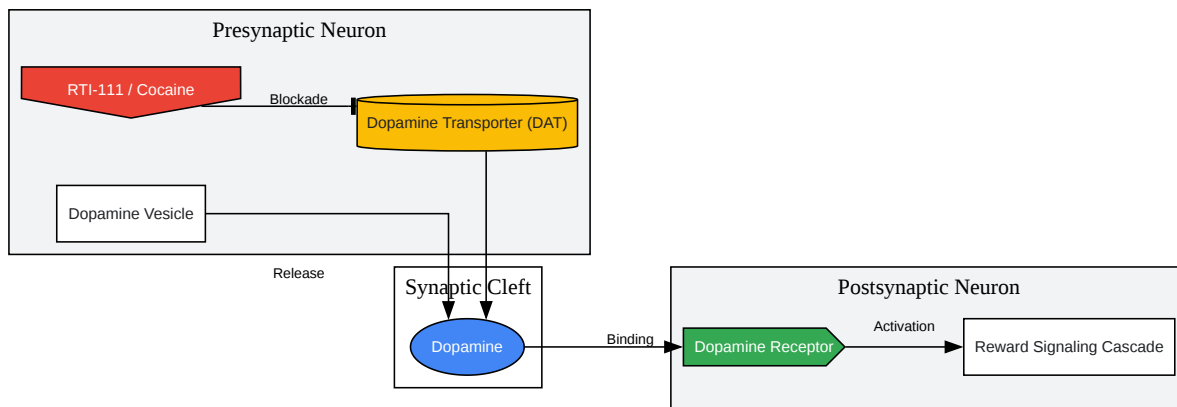 Presynaptic Neuron
RTI-111 / Cocaine
Blockade
Dopamine Transporter (DAT)
Dopamine Vesicle
Release
Synaptic Cleft
Dopamine
Binding
Postsynaptic Neuron
Dopamine Receptor
Activation
Reward Signaling Cascade